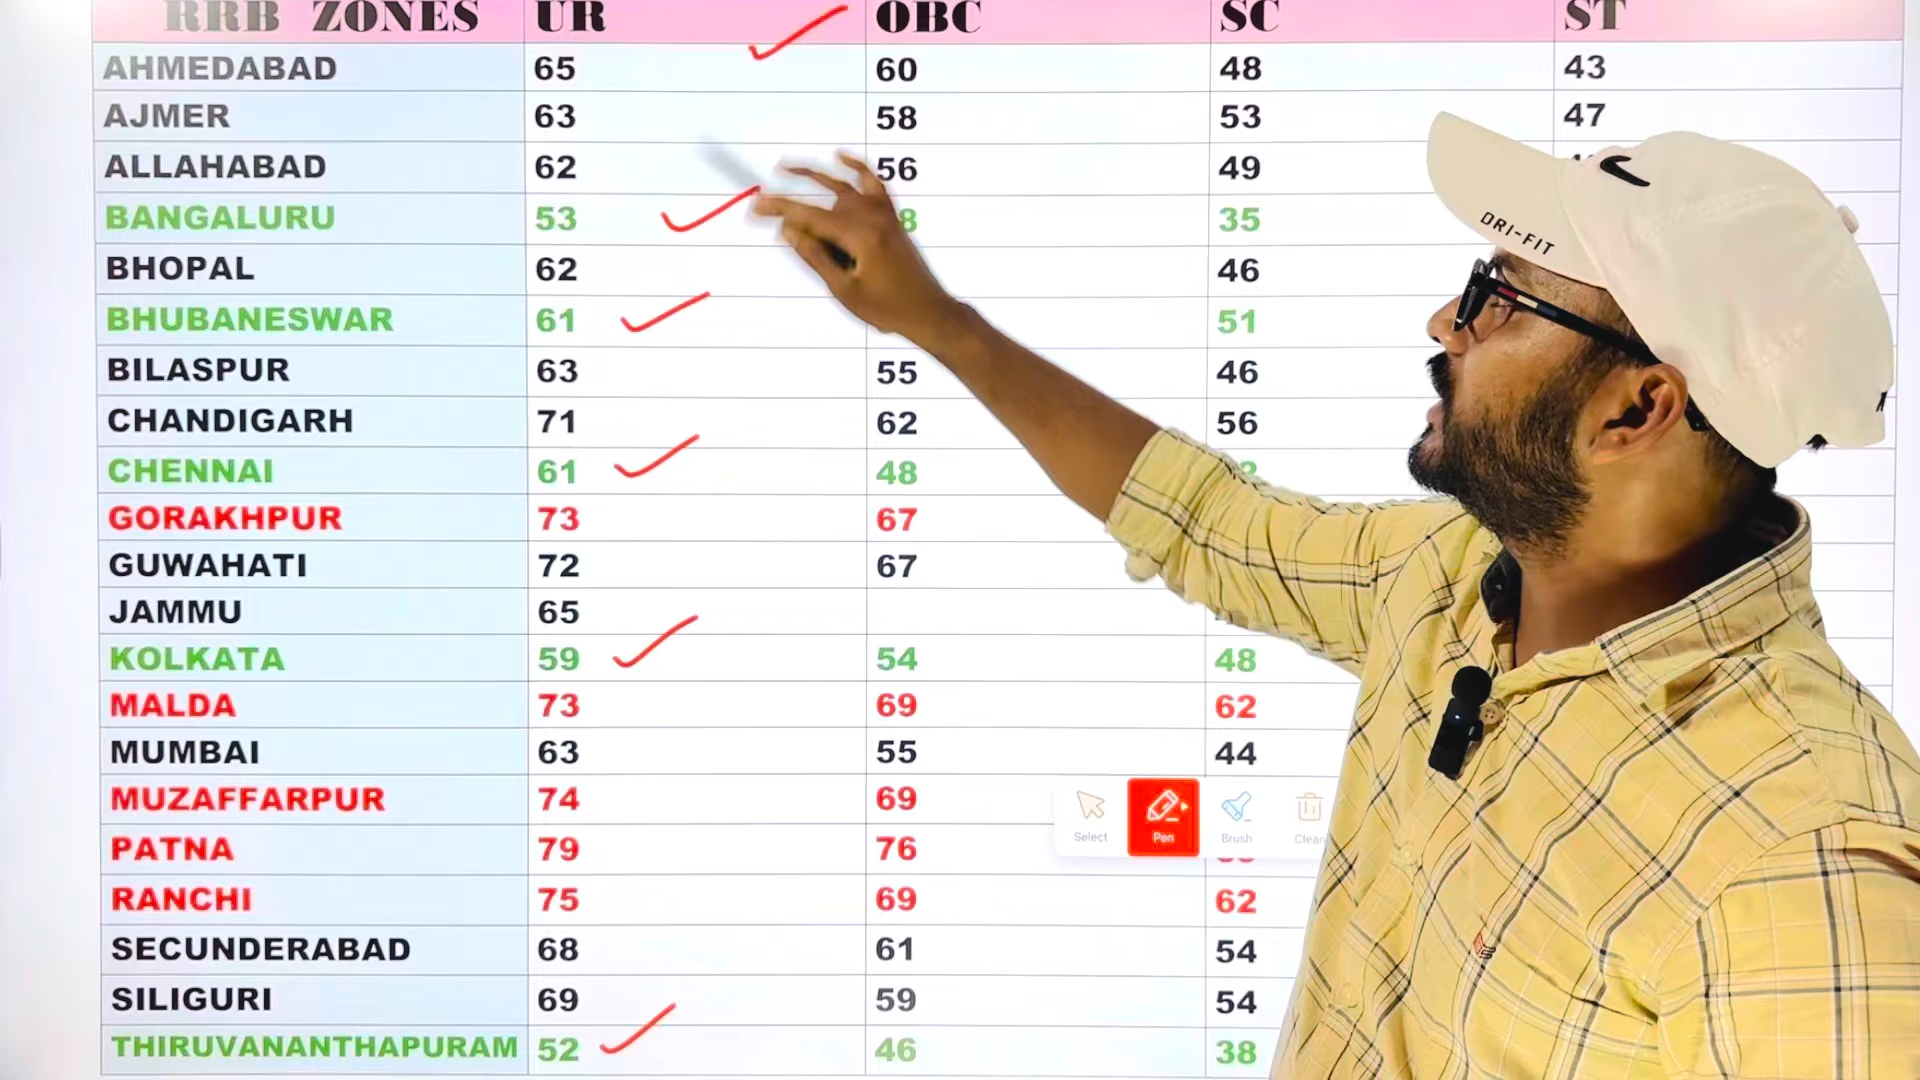 RRB ZONES UR OBC SC ST
AHMEDABAD 65 60 48 43
AJMER 63 58 53 47
ALLAHABAD 62 56 49
BANGALURU 53 8 35
BHOPAL 62 46
BHUBANESWAR 61 51
BILASPUR 63 55 46
CHANDIGARH 71 62 56
CHENNAI 61 48
GORAKHPUR 73 67
GUWAHATI 72 67
JAMMU 65
KOLKATA 59 54 48
MALDA 73 69 62
MUMBAI 63 55 44
MUZAFFARPUR 74 69
PATNA 79 76
RANCHI 75 69 62
SECUNDERABAD 68 61 54
SILIGURI 69 59 54
THIRUVANANTHAPURAM 52 46 38
Select Pen Brush Clean
DRI-FIT